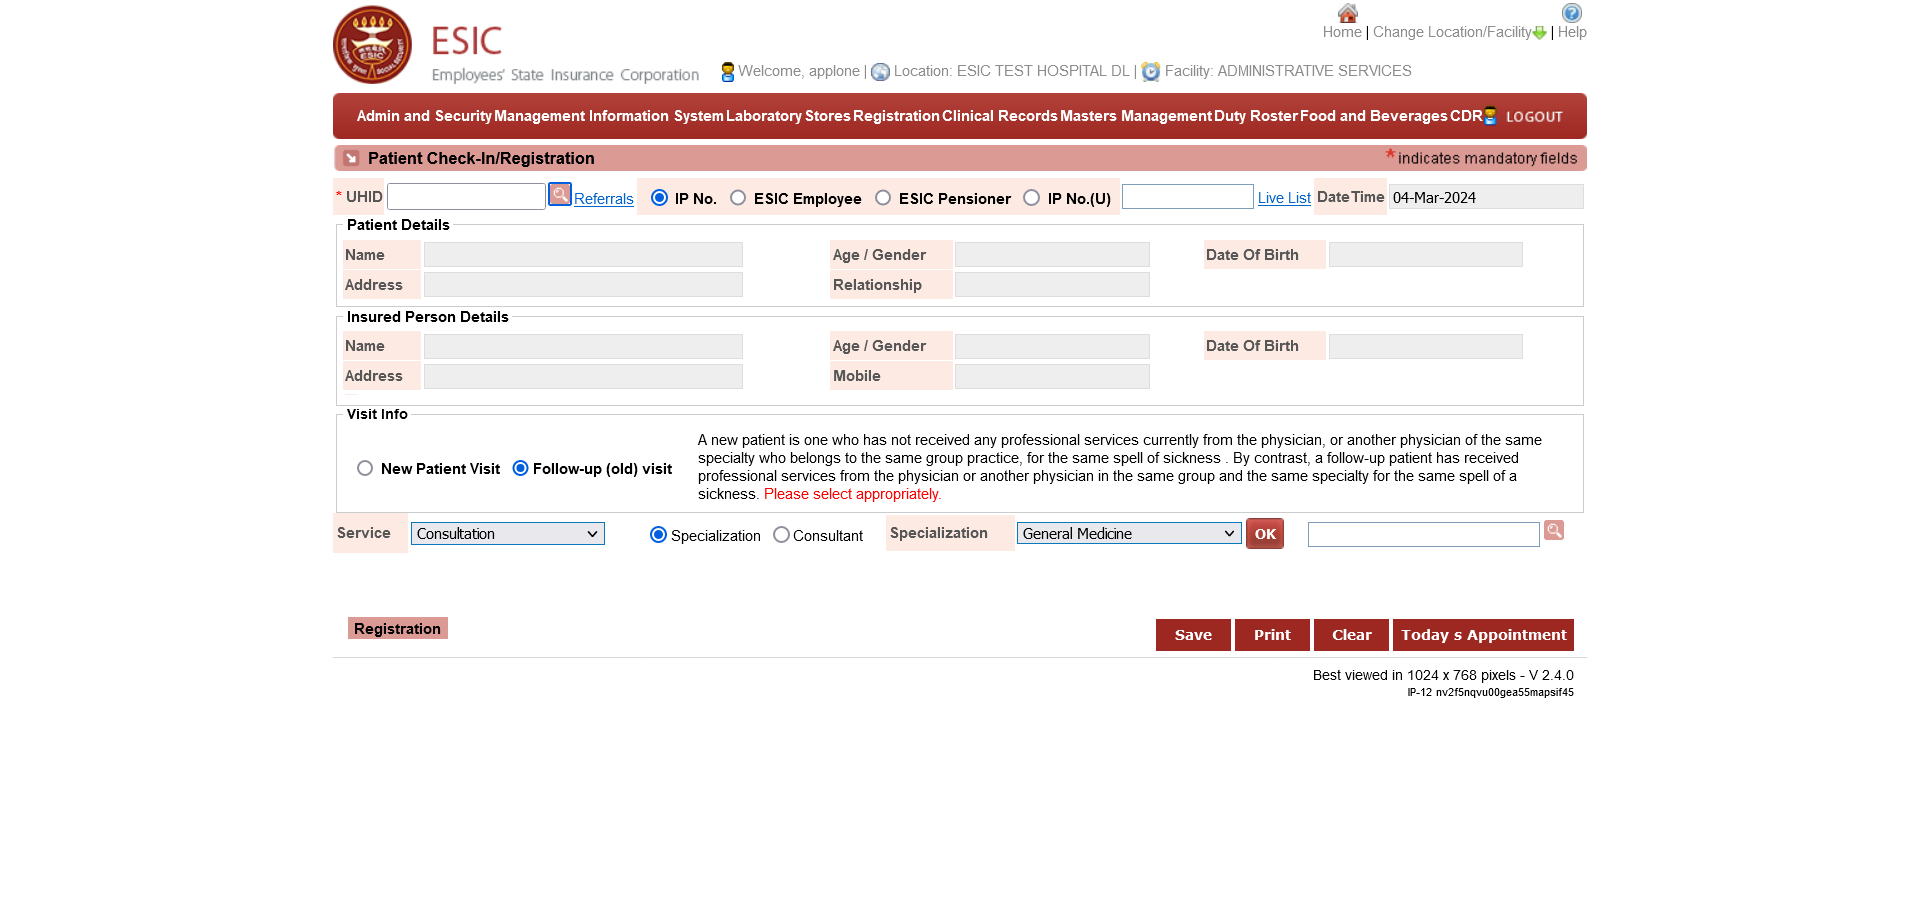 ESIC
Employees' State Insurance Corporation
Home | Change Location/Facility | Help
Welcome, applone | Location: ESIC TEST HOSPITAL DL | Facility: ADMINISTRATIVE SERVICES
Admin and Security Management Information System Laboratory Stores Registration Clinical Records Masters Management Duty Roster Food and Beverages CDR LOGOUT
Patient Check-In/Registration * indicates mandatory fields
* UHID Referrals IP No. ESIC Employee ESIC Pensioner IP No.(U) Live List DateTime 04-Mar-2024
Patient Details
Name Age / Gender Date Of Birth
Address Relationship
Insured Person Details
Name Age / Gender Date Of Birth
Address Mobile
Visit Info
New Patient Visit Follow-up (old) visit
A new patient is one who has not received any professional services currently from the physician, or another physician of the same
specialty who belongs to the same group practice, for the same spell of sickness . By contrast, a follow-up patient has received
professional services from the physician or another physician in the same group and the same specialty for the same spell of a
sickness. Please select appropriately.
Service Consultation Specialization Consultant Specialization General Medicine OK
Registration Save Print Clear Today s Appointment
Best viewed in 1024 x 768 pixels - V 2.4.0
IP-12 nv2f5nqvu00gea55mapsif45